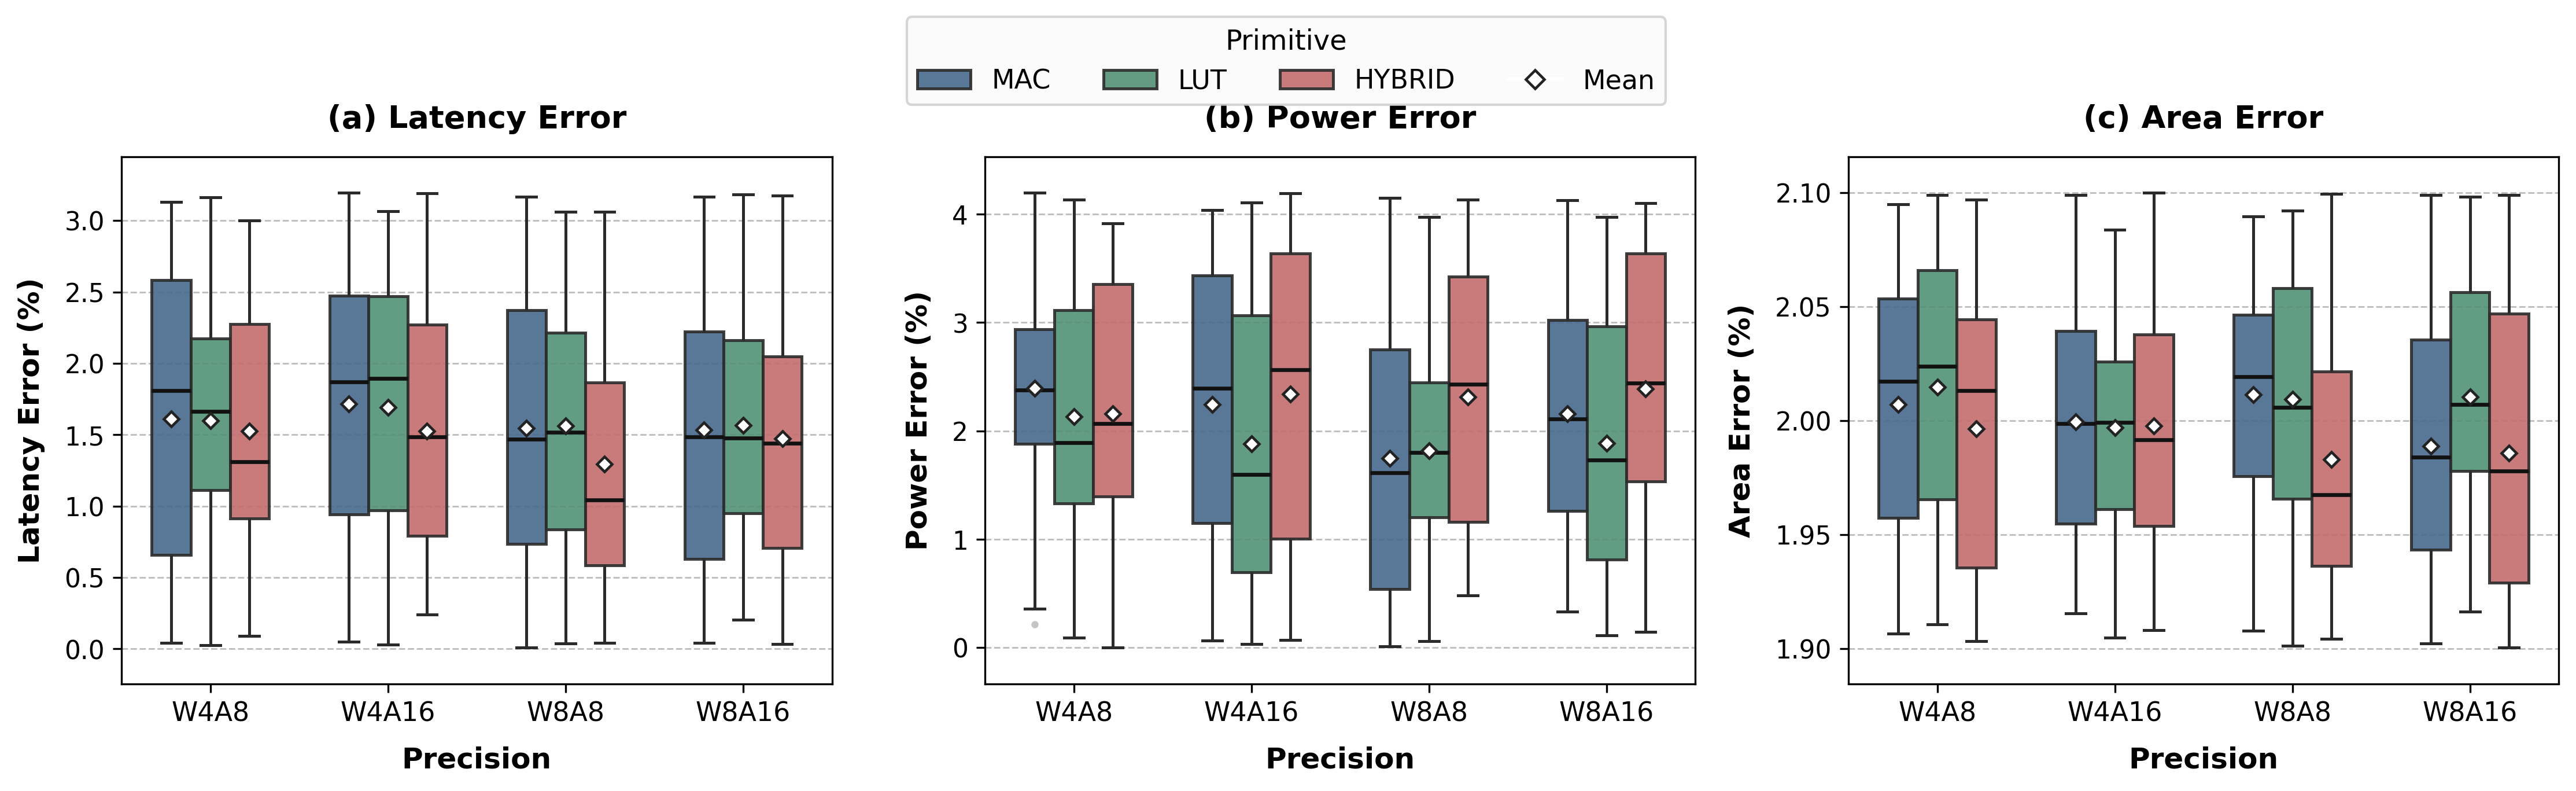 Primitive
MAC LUT HYBRID Mean
(a) Latency Error
Latency Error (%)
3.0
2.5
2.0
1.5
1.0
0.5
0.0
W4A8 W4A16 W8A8 W8A16
Precision
(b) Power Error
Power Error (%)
4
3
2
1
0
W4A8 W4A16 W8A8 W8A16
Precision
(c) Area Error
Area Error (%)
2.10
2.05
2.00
1.95
1.90
W4A8 W4A16 W8A8 W8A16
Precision